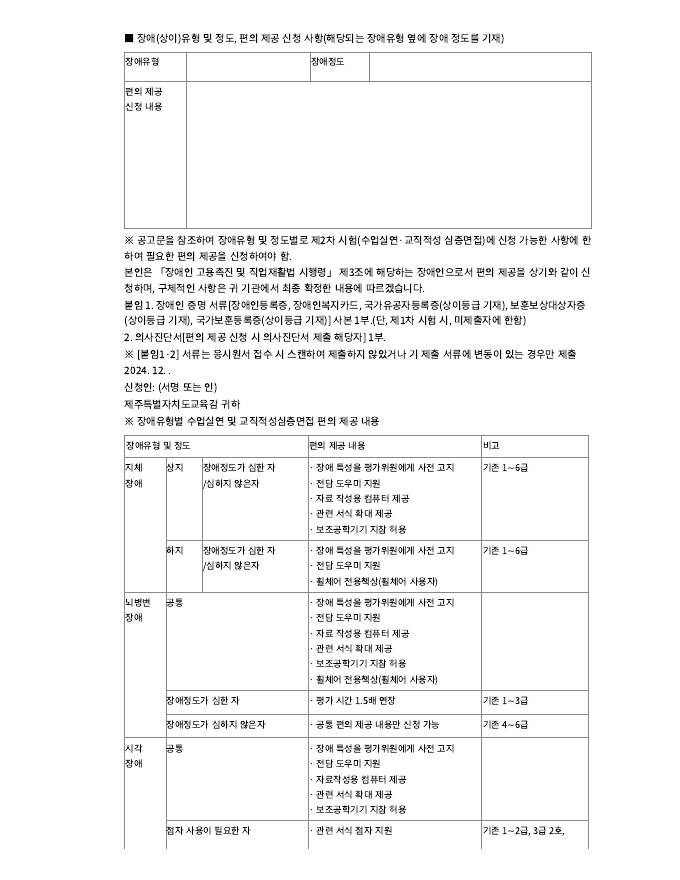 ■ 장애(상이)유형 및 정도, 편의 제공 신청 사항(해당되는 장애유형 옆에 장애 정도를 기재)
장애유형 장애정도
편의 제공
신청 내용
※ 공고문을 참조하여 장애유형 및 정도별로 제2차 시험(수업실연·교직적성 심층면접)에 신청 가능한 사항에 한
하여 필요한 편의 제공을 신청하여야 함.
본인은 「장애인 고용촉진 및 직업재활법 시행령」 제3조에 해당하는 장애인으로서 편의 제공을 상기와 같이 신
청하며, 구체적인 사항은 귀 기관에서 최종 확정한 내용에 따르겠습니다.
붙임 1. 장애인 증명 서류[장애인등록증, 장애인복지카드, 국가유공자등록증(상이등급 기재), 보훈보상대상자증
(상이등급 기재), 국가보훈등록증(상이등급 기재)] 사본 1부.(단, 제1차 시험 시, 미제출자에 한함)
2. 의사진단서[편의 제공 신청 시 의사진단서 제출 해당자] 1부.
※ [붙임1·2] 서류는 응시원서 접수 시 스캔하여 제출하지 않았거나 기 제출 서류에 변동이 있는 경우만 제출
2024. 12. .
신청인: (서명 또는 인)
제주특별자치도교육감 귀하
※ 장애유형별 수업실연 및 교직적성심층면접 편의 제공 내용
장애유형 및 정도 편의 제공 내용 비고
지체 상지 장애정도가 심한 자 · 장애 특성을 평가위원에게 사전 고지 기존 1~6급
장애 /심하지 않은자 · 전담 도우미 지원
· 자료 작성용 컴퓨터 제공
· 관련 서식 확대 제공
· 보조공학기기 지참 허용
하지 장애정도가 심한 자 · 장애 특성을 평가위원에게 사전 고지 기존 1~6급
/심하지 않은자 · 전담 도우미 지원
· 휠체어 전용책상(휠체어 사용자)
뇌병변 공통 · 장애 특성을 평가위원에게 사전 고지
장애 · 전담 도우미 지원
· 자료 작성용 컴퓨터 제공
· 관련 서식 확대 제공
· 보조공학기기 지참 허용
· 휠체어 전용책상(휠체어 사용자)
장애정도가 심한 자 · 평가 시간 1.5배 연장 기존 1~3급
장애정도가 심하지 않은자 · 공통 편의 제공 내용만 신청 가능 기존 4~6급
시각 공통 · 장애 특성을 평가위원에게 사전 고지
장애 · 전담 도우미 지원
· 자료작성용 컴퓨터 제공
· 관련 서식 확대 제공
· 보조공학기기 지참 허용
점자 사용이 필요한 자 · 관련 서식 점자 지원 기존 1~2급, 3급 2호,